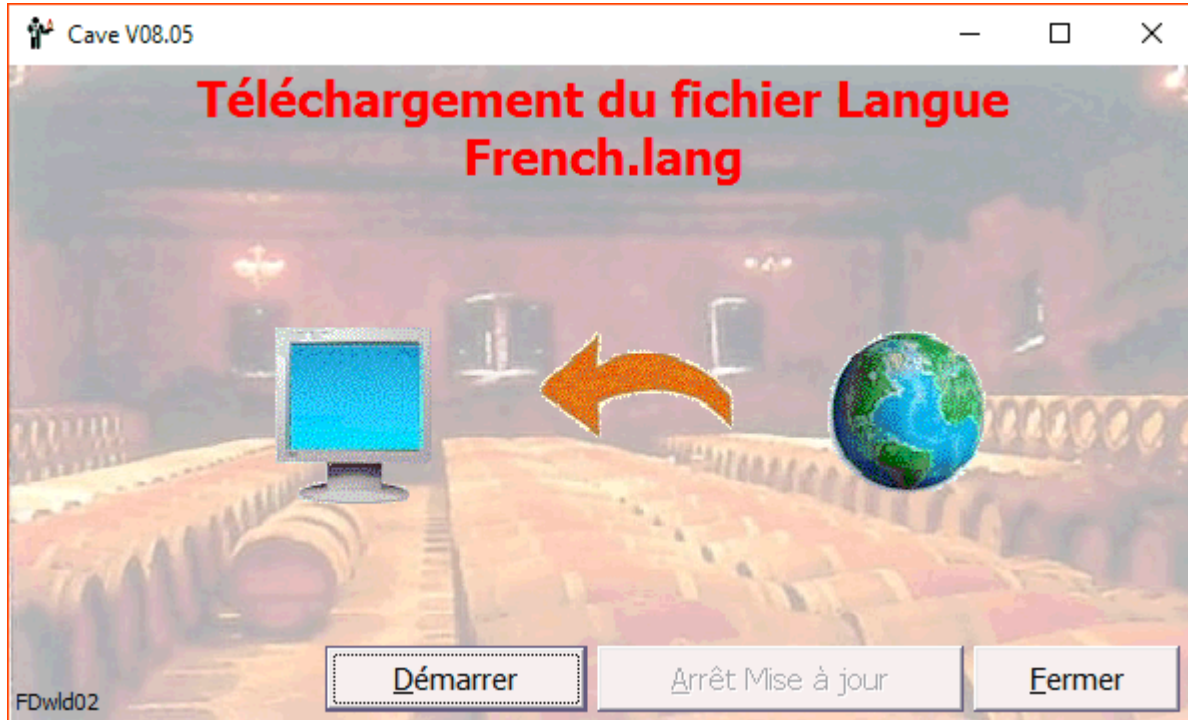 Cave V08.05
Téléchargement du fichier Langue
French.lang
Démarrer
Arrêt Mise à jour
Fermer
FDwld02